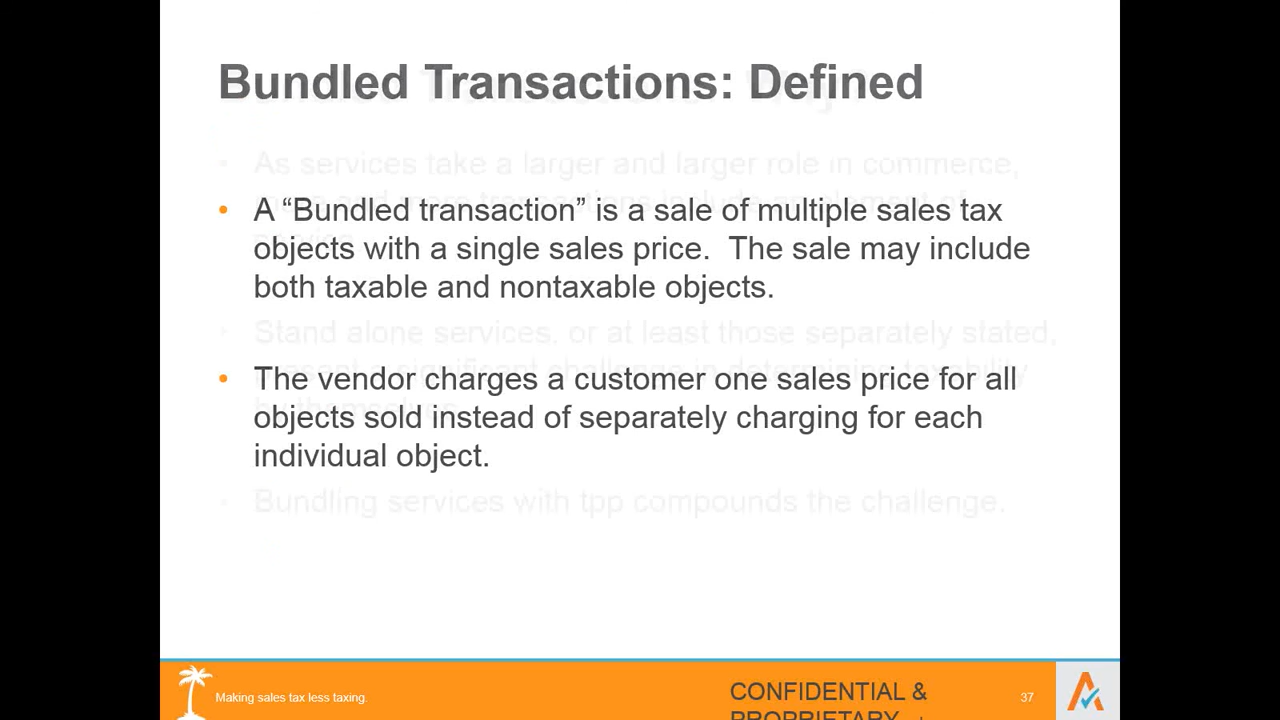 Bundled Transactions: Defined
As services take a larger and larger role in commerce,
• A “Bundled transaction” is a sale of multiple sales tax
objects with a single sales price. The sale may include
both taxable and nontaxable objects.
Stand alone services, or at least those separately stated,
• The vendor charges a customer one sales price for all
objects sold instead of separately charging for each
individual object.
Bundling services with tpp compounds the challenge.
Making sales tax less taxing.
CONFIDENTIAL &
PROPRIETARY
37